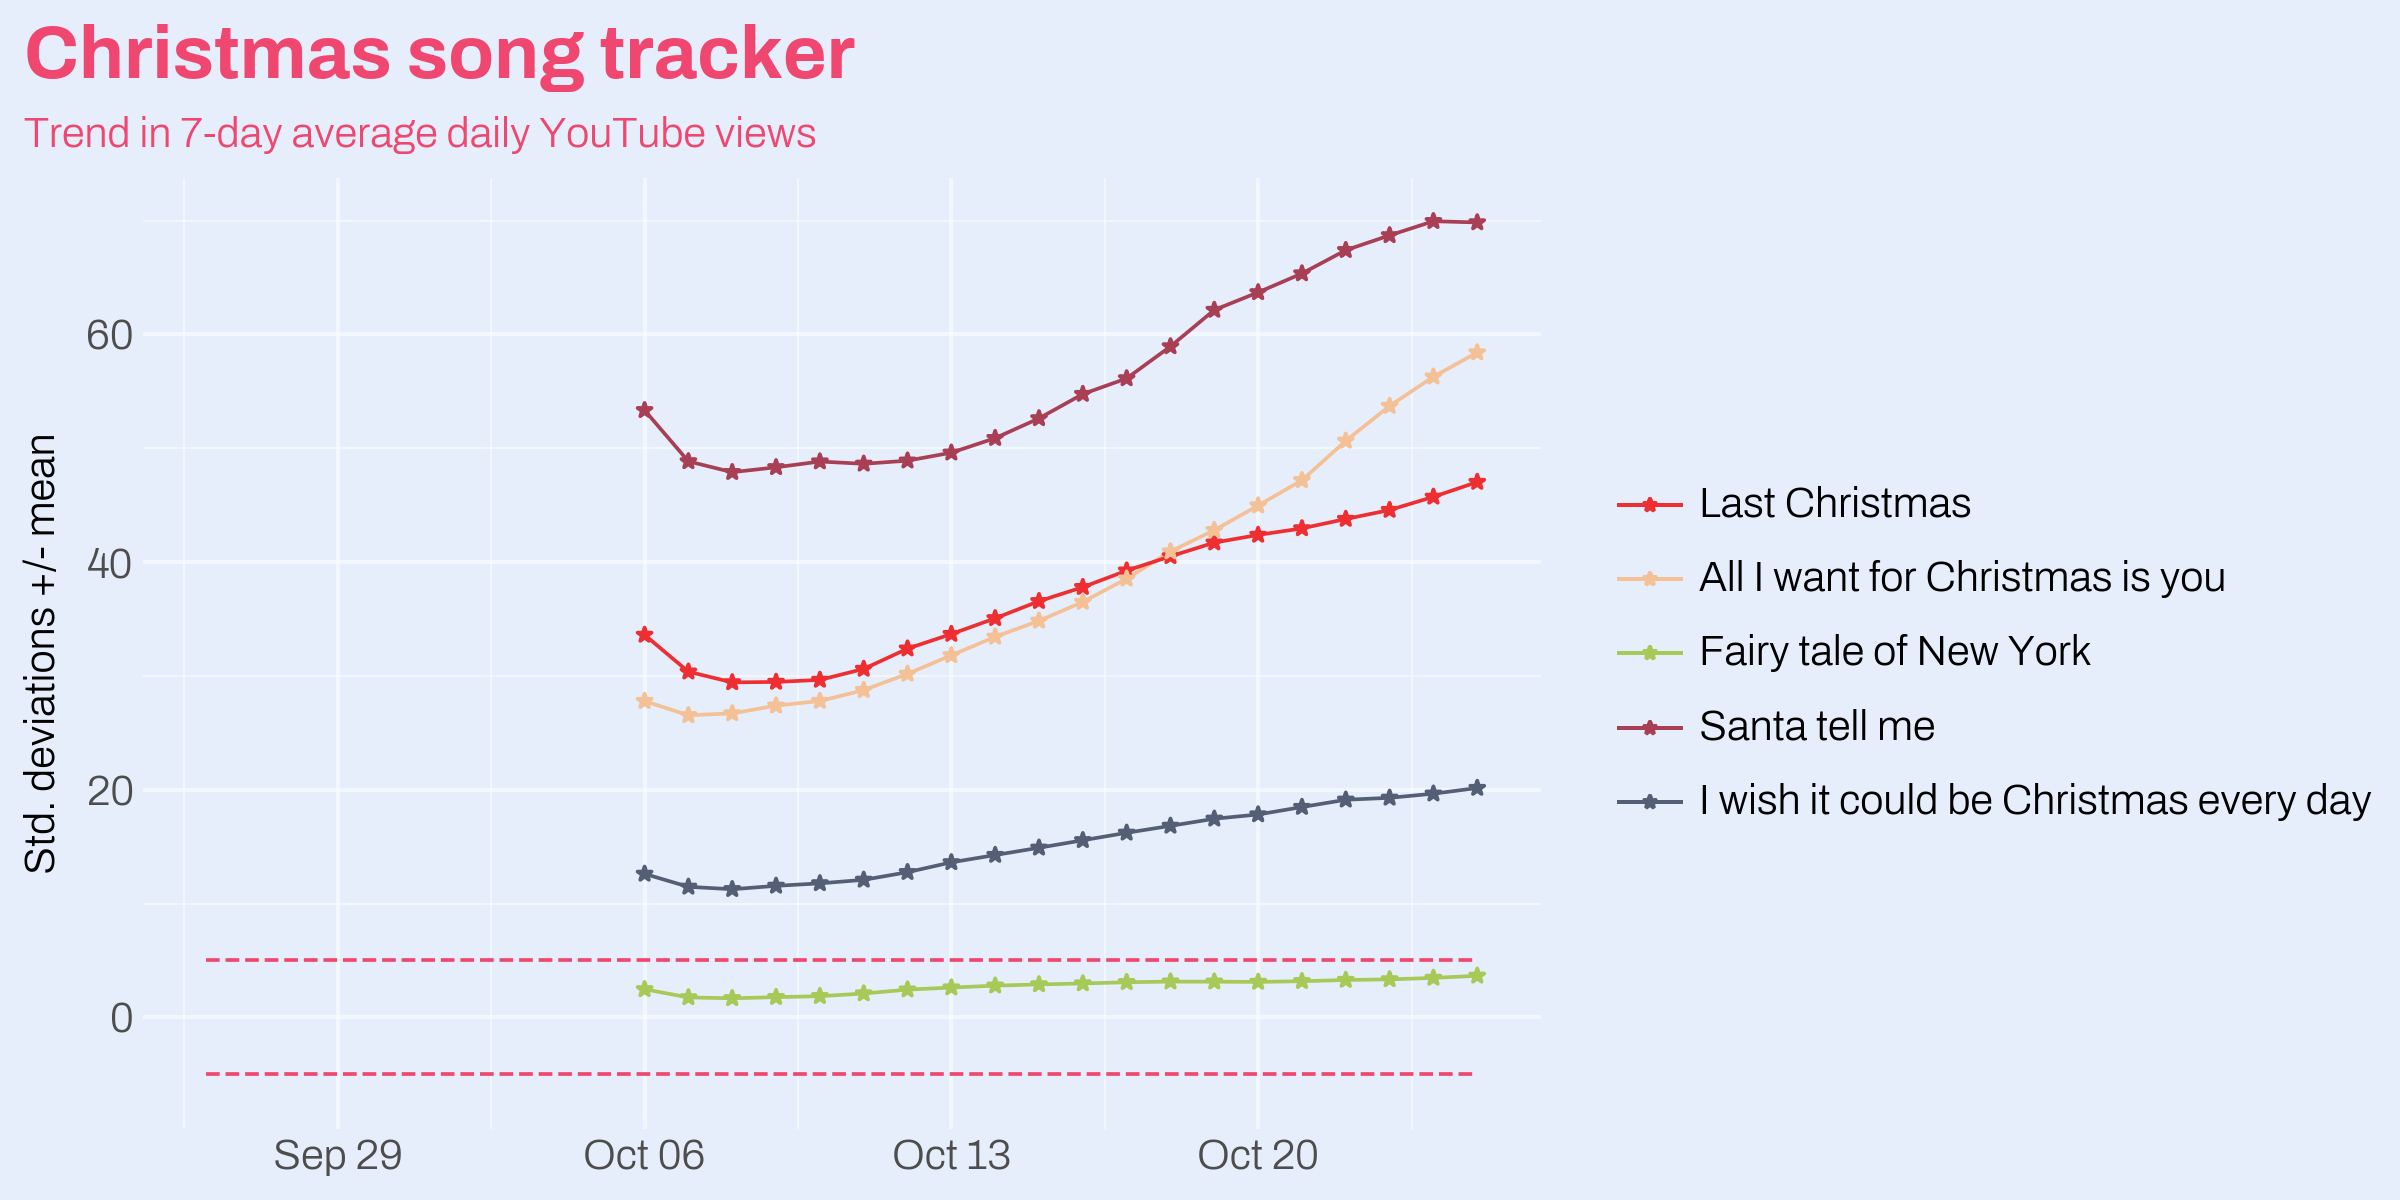 Christmas song tracker
Trend in 7-day average daily YouTube views
Std. deviations +/- mean
60
40
20
0
Sep 29
Oct 06
Oct 13
Oct 20
Last Christmas
All I want for Christmas is you
Fairy tale of New York
Santa tell me
I wish it could be Christmas every day